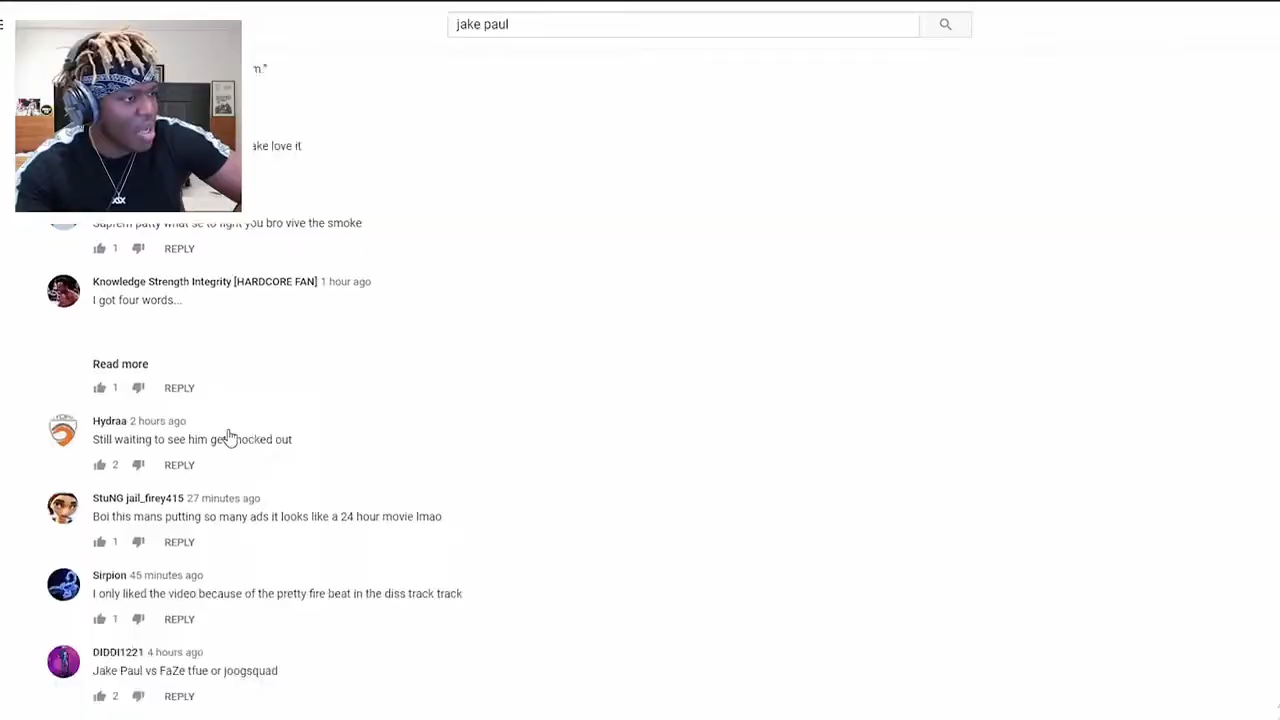 jake paul
m."
ake love it
Suprem patty what se to fight you bro vive the smoke
1 REPLY
Knowledge Strength Integrity [HARDCORE FAN] 1 hour ago
I got four words...
Read more
1 REPLY
Hydraa 2 hours ago
Still waiting to see him get nocked out
2 REPLY
StuNG jail_firey415 27 minutes ago
Boi this mans putting so many ads it looks like a 24 hour movie lmao
1 REPLY
Sirpion 45 minutes ago
I only liked the video because of the pretty fire beat in the diss track track
1 REPLY
DIDDI1221 4 hours ago
Jake Paul vs FaZe tfue or joogsquad
2 REPLY